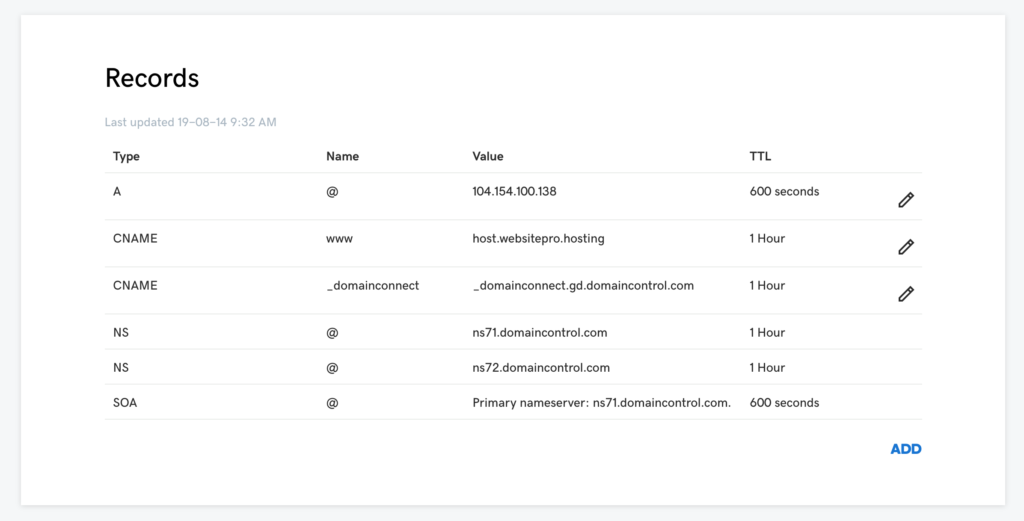 Records
Last updated 19-08-14 9:32 AM
Type Name Value TTL
A @ 104.154.100.138 600 seconds
CNAME www host.websitepro.hosting 1 Hour
CNAME _domainconnect _domainconnect.gd.domaincontrol.com 1 Hour
NS @ ns71.domaincontrol.com 1 Hour
NS @ ns72.domaincontrol.com 1 Hour
SOA @ Primary nameserver: ns71.domaincontrol.com. 600 seconds
ADD